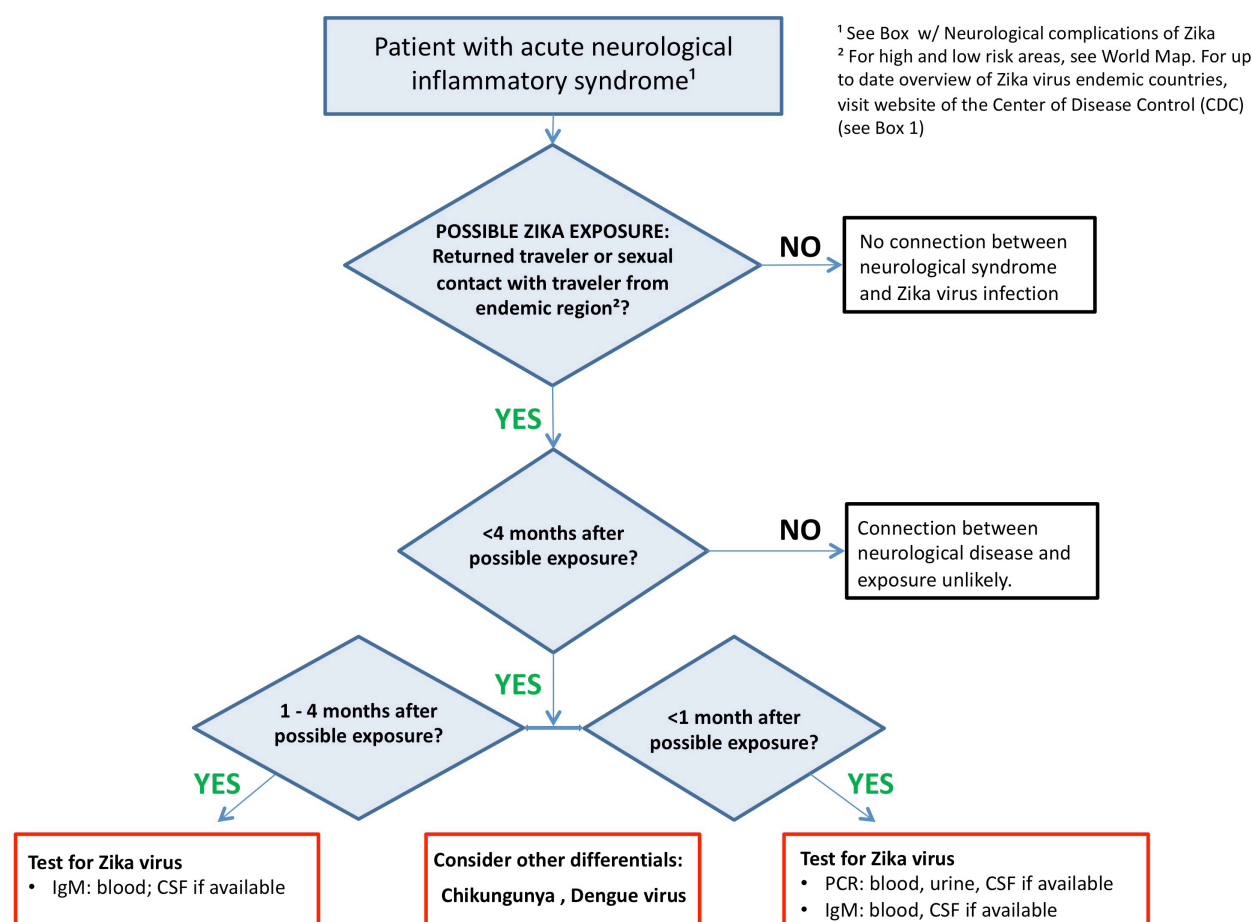 Patient with acute neurological
inflammatory syndrome¹
¹ See Box  w/ Neurological complications of Zika
² For high and low risk areas, see World Map. For up
to date overview of Zika virus endemic countries,
visit website of the Center of Disease Control (CDC)
(see Box 1)
POSSIBLE ZIKA EXPOSURE:
Returned traveler or sexual
contact with traveler from
endemic region²?
NO
No connection between
neurological syndrome
and Zika virus infection
YES
<4 months after
possible exposure?
NO
Connection between
neurological disease and
exposure unlikely.
YES
1 - 4 months after
possible exposure?
<1 month after
possible exposure?
YES
YES
Test for Zika virus
• IgM: blood; CSF if available
Consider other differentials:
Chikungunya , Dengue virus
Test for Zika virus
• PCR: blood, urine, CSF if available
• IgM: blood, CSF if available